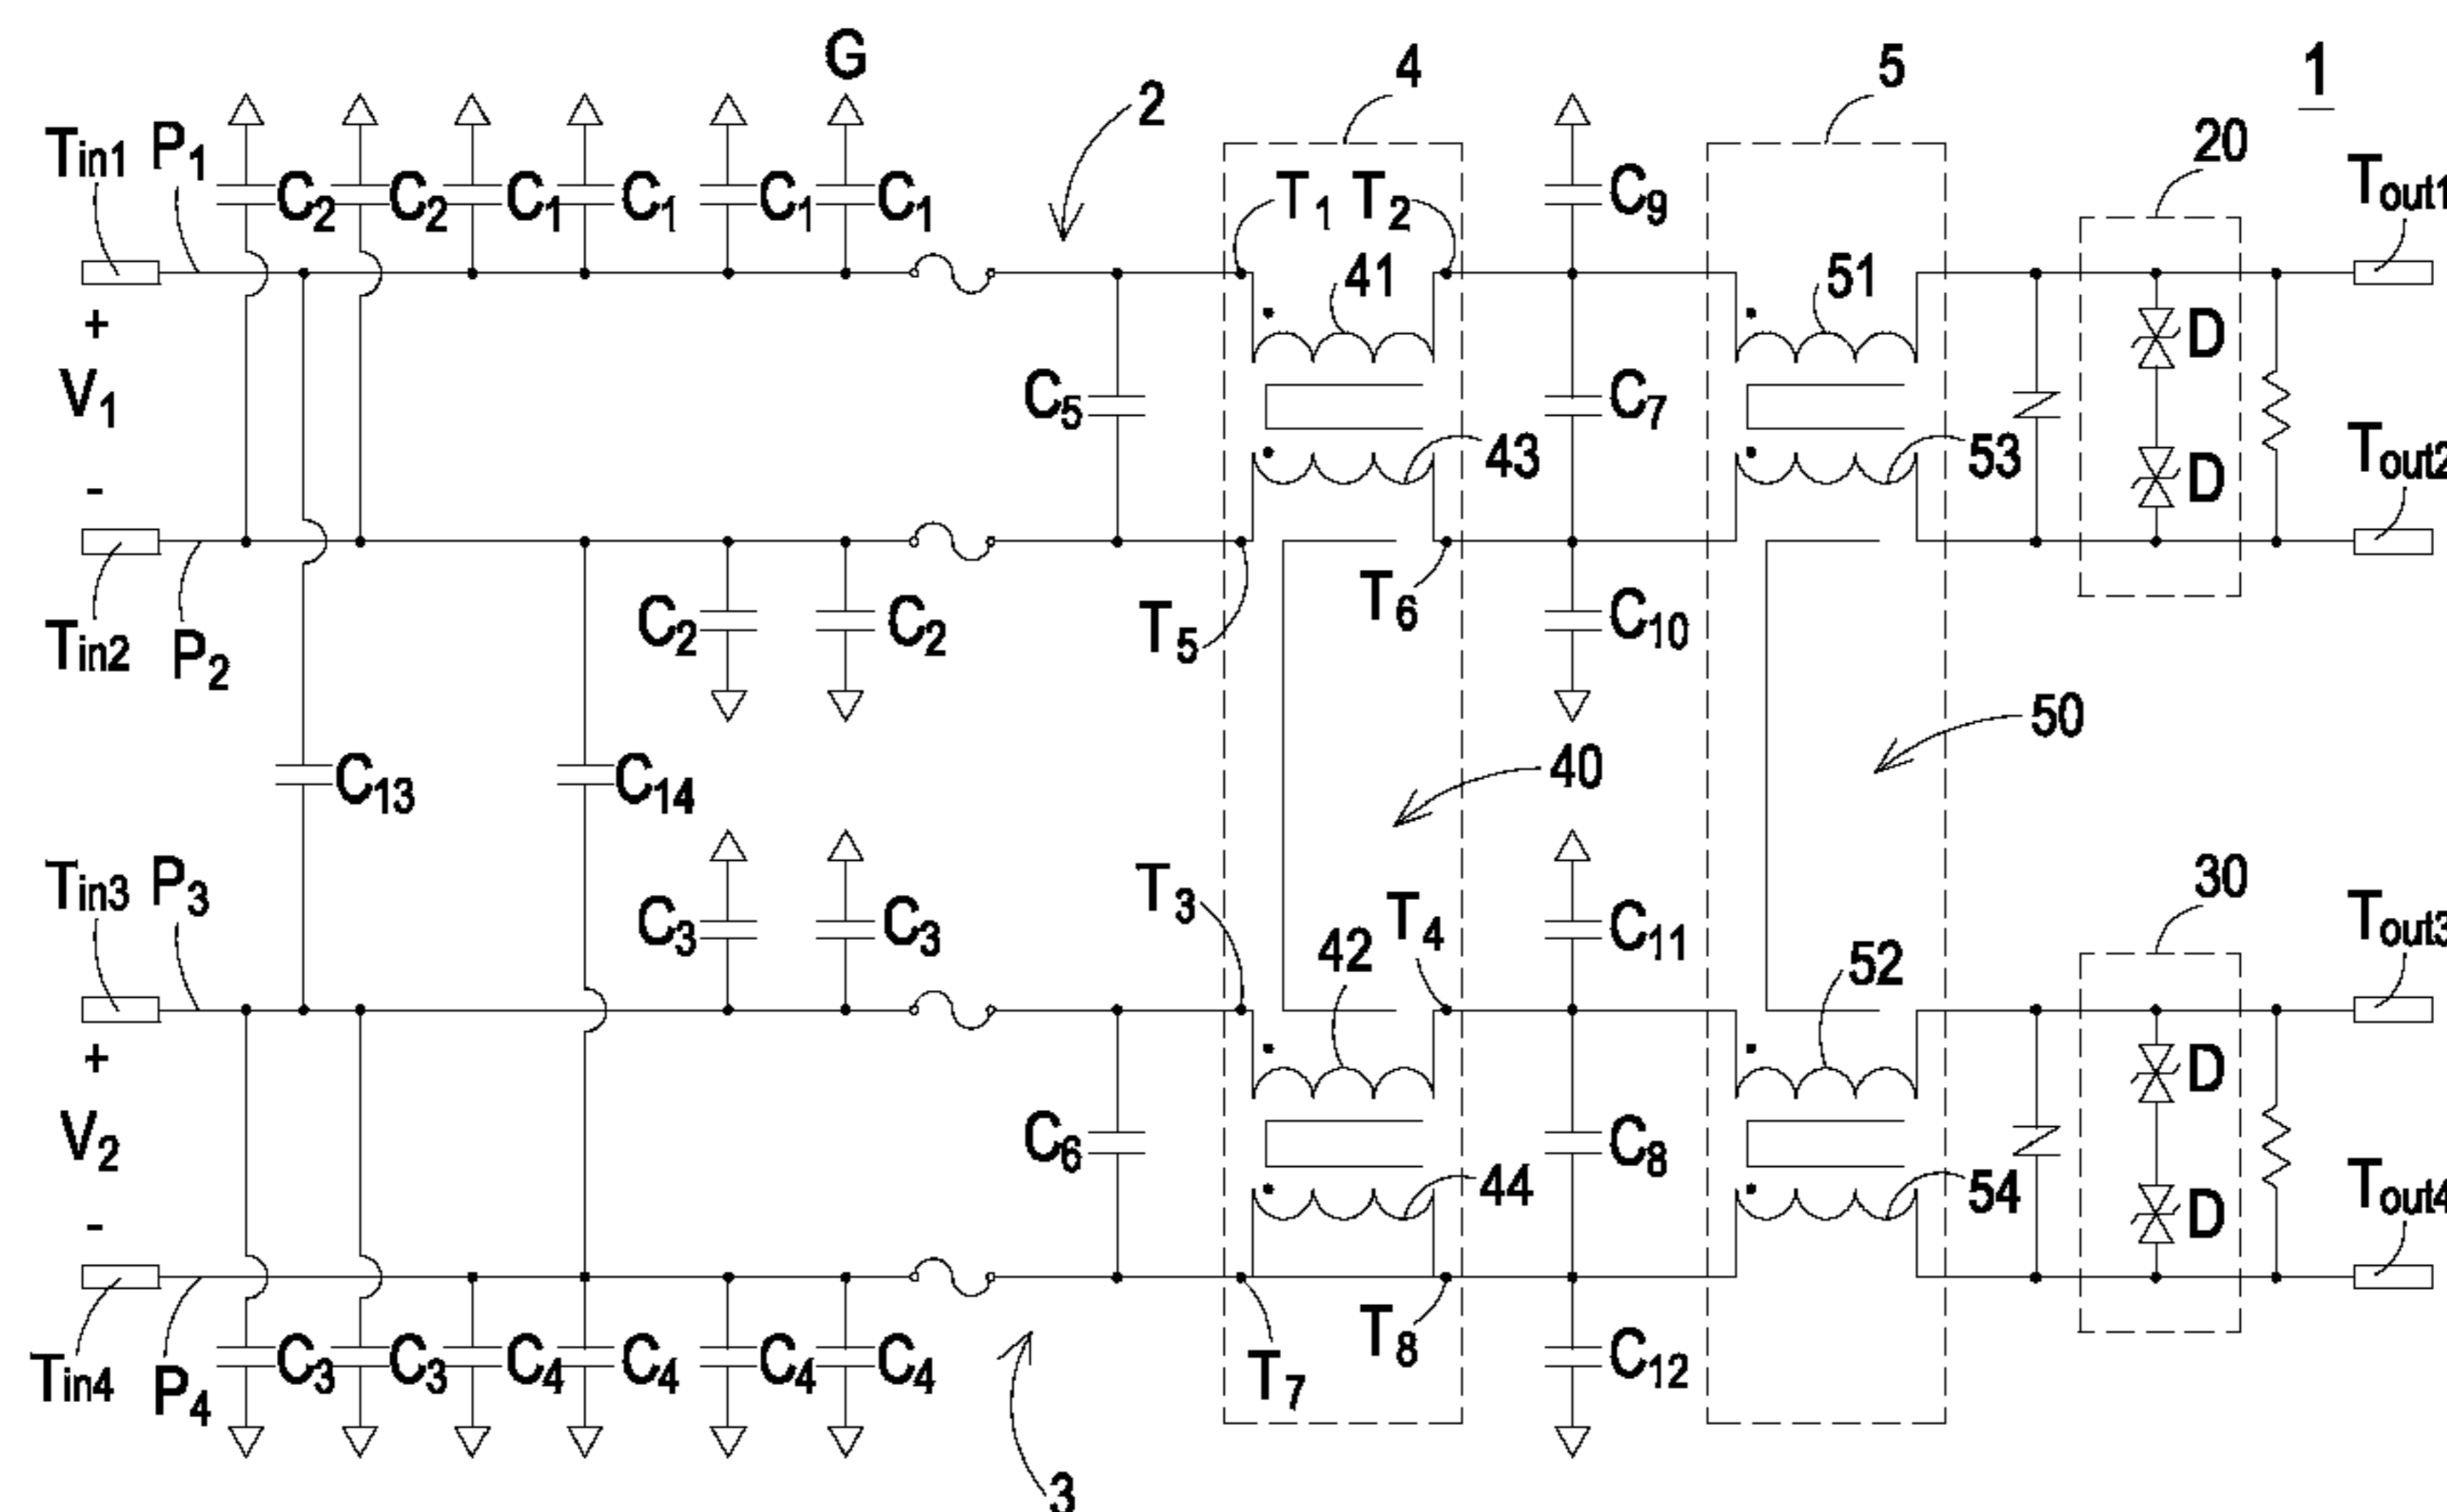 G
4
5
1
2
20
Tin1 P1
Tout1
C2 C2 C1 C1 C1 C1
T1 T2
C9
41
51
+
V1
-
C5
C7
D
43
53
D
Tout2
Tin2
P2
C2 C2
T5
T6
C10
50
40
C13
C14
Tin3 P3
T3
T4
C3 C3
42
C11
52
30
Tout3
+
V2
-
C6
C8
D
44
54
D
Tout4
Tin4
P4
C3 C3 C4 C4 C4 C4
T7
T8
C12
3